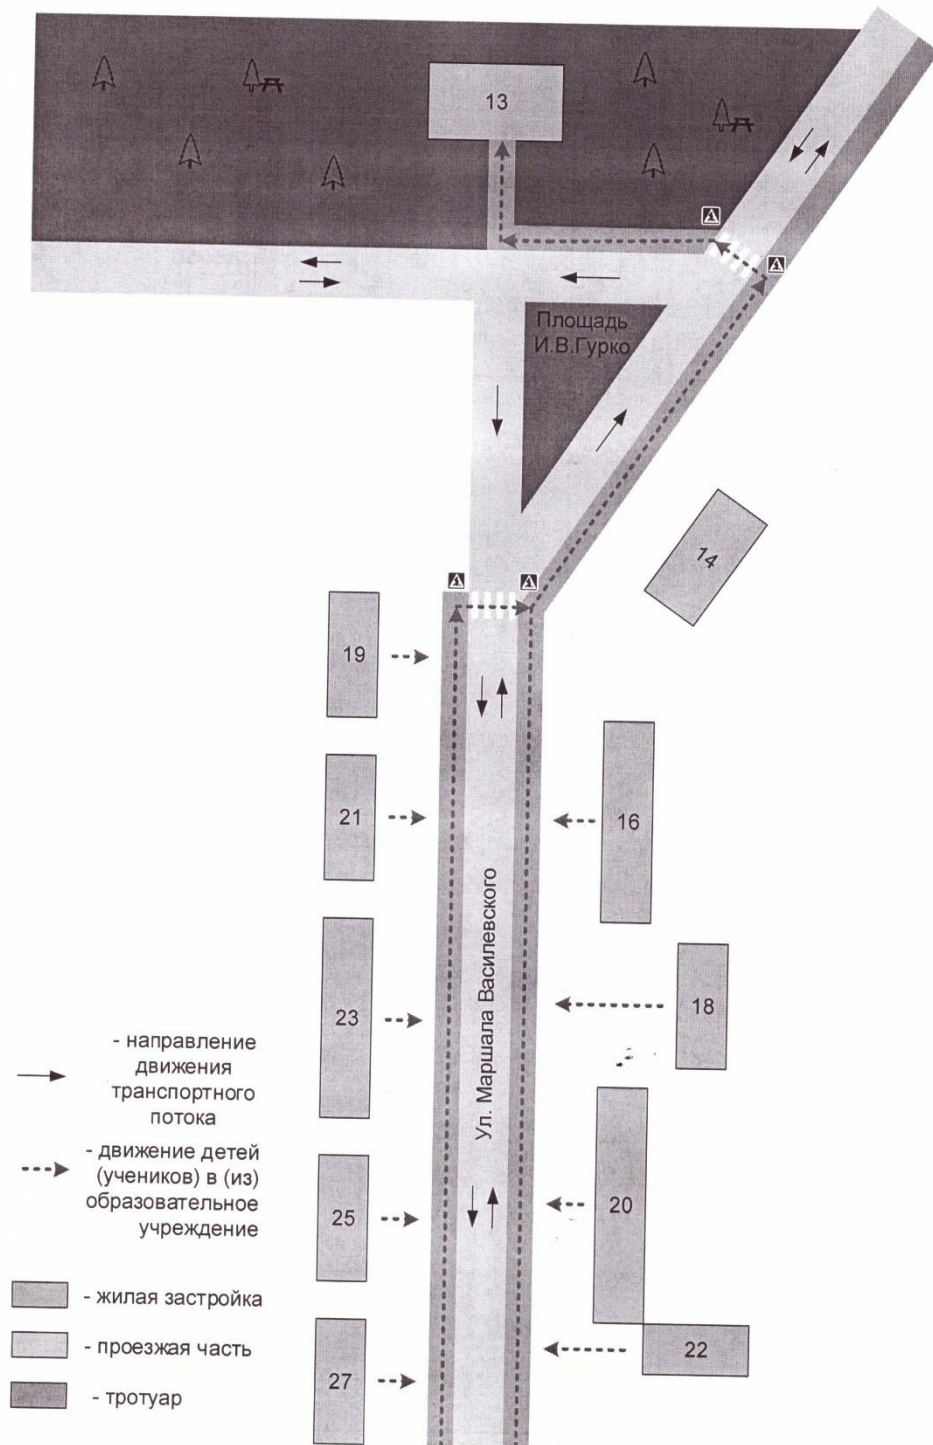 13
Площадь
И.В.Гурко
14
19
21
16
Ул. Маршала Василевского
23
18
- направление
движения
транспортного
потока
- движение детей
(учеников) в (из)
образовательное
учреждение
25
20
- жилая застройка
- проезжая часть
22
27
- тротуар